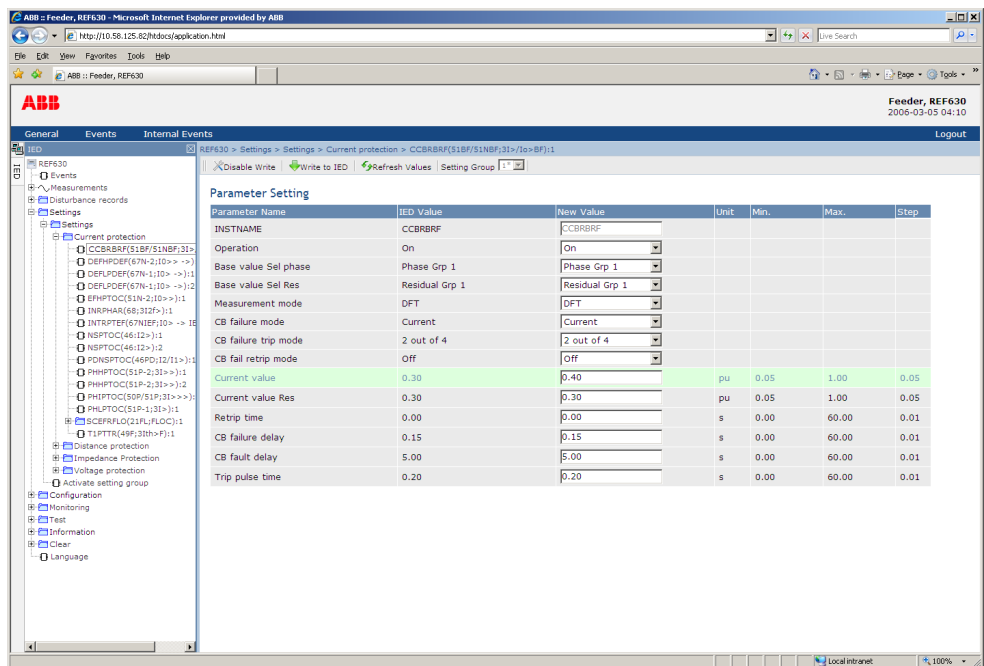 ABB :: Feeder, REF630 - Microsoft Internet Explorer provided by ABB
http://10.58.125.82/htdocs/application.html
Live Search
File Edit View Favorites Tools Help
ABB :: Feeder, REF630
Page Tools
ABB
Feeder, REF630
2006-03-05 04:10
General Events Internal Events Logout
IED
REF630 > Settings > Settings > Current protection > CCBRBRF(51BF/51NBF;3I>/Io>BF):1
IED
Disable Write Write to IED Refresh Values Setting Group 1*
REF630
Events
Measurements
Disturbance records
Settings
Settings
Current protection
CCBRBRF(51BF/51NBF;3I>
DEFHPDEF(67N-2;I0>> ->)
DEFLPDEF(67N-1;I0> ->):1
DEFLPDEF(67N-1;I0> ->):2
EFHPTOC(51N-2;I0>>):1
INRPHAR(68;3I2f>):1
INTRPTEF(67NIEF;I0> -> IE
NSPTOC(46:I2>):1
NSPTOC(46:I2>):2
PDNSPTOC(46PD;I2/I1>):1
PHHPTOC(51P-2;3I>>):1
PHHPTOC(51P-2;3I>>):2
PHIPTOC(50P/51P;3I>>>):
PHLPTOC(51P-1;3I>):1
SCEFRFLO(21FL;FLOC):1
T1PTTR(49F;3Ith>F):1
Distance protection
Impedance Protection
Voltage protection
Activate setting group
Configuration
Monitoring
Test
Information
Clear
Language
Parameter Setting
Parameter Name IED Value New Value Unit Min. Max. Step
INSTNAME CCBRBRF CCBRBRF
Operation On On
Base value Sel phase Phase Grp 1 Phase Grp 1
Base value Sel Res Residual Grp 1 Residual Grp 1
Measurement mode DFT DFT
CB failure mode Current Current
CB failure trip mode 2 out of 4 2 out of 4
CB fail retrip mode Off Off
Current value 0.30 0.40 pu 0.05 1.00 0.05
Current value Res 0.30 0.30 pu 0.05 1.00 0.05
Retrip time 0.00 0.00 s 0.00 60.00 0.01
CB failure delay 0.15 0.15 s 0.00 60.00 0.01
CB fault delay 5.00 5.00 s 0.00 60.00 0.01
Trip pulse time 0.20 0.20 s 0.00 60.00 0.01
Local intranet 100%